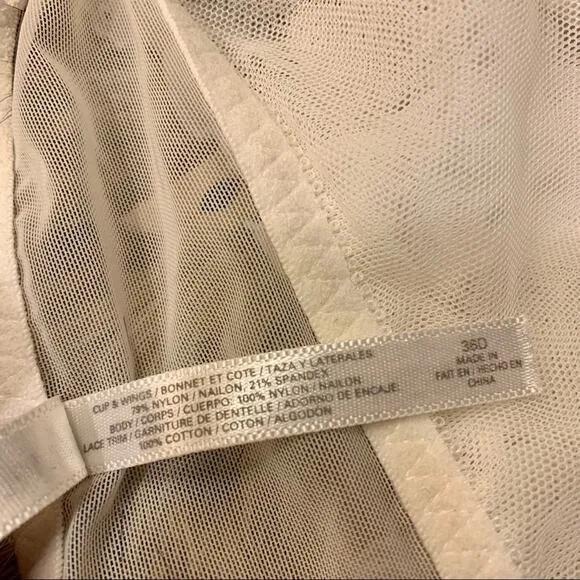 CUP & WINGS / BONNET ET COTE / TAZA Y LATERALES
79% NYLON / NAILON, 21% SPANDEX
BODY / CORPS / CUERPO: 100% NYLON / NAILON
LACE TRIM / GARNITURE DE DENTELLE / ADORNO DE ENCAJE:
100% COTTON / COTON / ALGODON
36D
MADE IN
FAIT EN / HECHO EN
CHINA